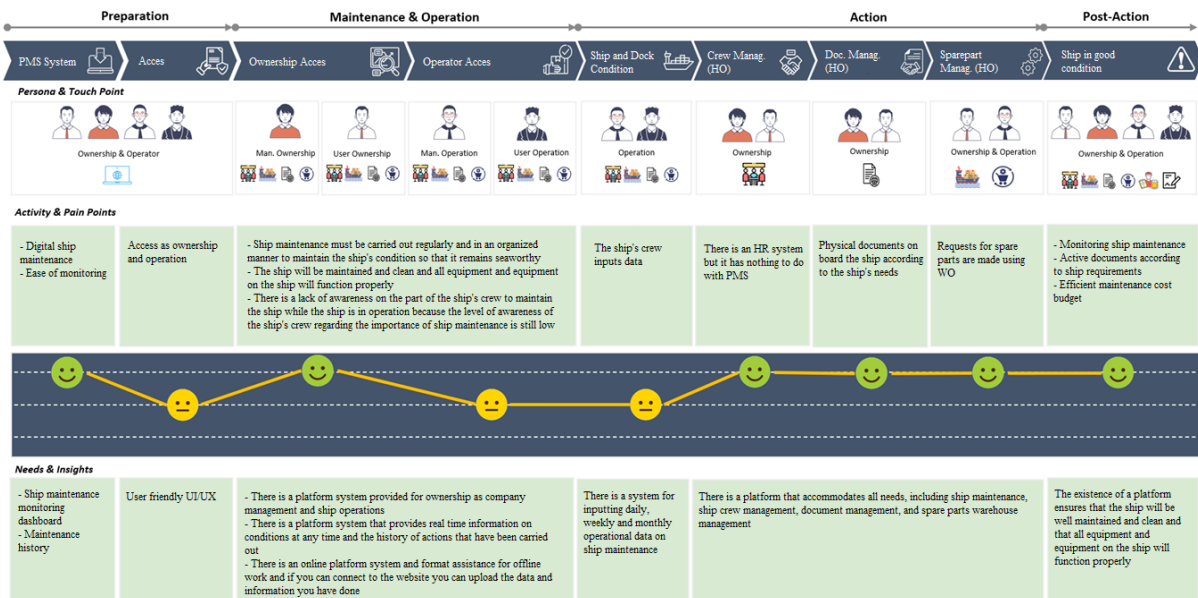 Preparation
Maintenance & Operation
Action
Post-Action
PMS System
Acces
Ownership Acces
Operator Acces
Ship and Dock
Condition
Crew Manag.
(HO)
Doc. Manag.
(HO)
Sparepart
Manag. (HO)
Ship in good
condition
Persona & Touch Point
Ownership & Operator
Man. Ownership
User Ownership
Man. Operation
User Operation
Operation
Ownership
Ownership
Ownership & Operation
Ownership & Operation
Activity & Pain Points
- Digital ship
maintenance
- Ease of monitoring
Access as ownership
and operation
- Ship maintenance must be carried out regularly and in an organized
manner to maintain the ship's condition so that it remains seaworthy
- The ship will be maintained and clean and all equipment and equipment
on the ship will function properly
- There is a lack of awareness on the part of the ship's crew to maintain
the ship while the ship is in operation because the level of awareness of
the ship's crew regarding the importance of ship maintenance is still low
The ship's crew
inputs data
There is an HR system
but it has nothing to do
with PMS
Physical documents on
board the ship according
to the ship's needs
Requests for spare
parts are made using
WO
- Monitoring ship maintenance
- Active documents according
to ship requirements
- Efficient maintenance cost
budget
Needs & Insights
- Ship maintenance
monitoring
dashboard
- Maintenance
history
User friendly UI/UX
- There is a platform system provided for ownership as company
management and ship operations
- There is a platform system that provides real time information on
conditions at any time and the history of actions that have been carried
out
- There is an online platform system and format assistance for offline
work and if you can connect to the website you can upload the data and
information you have done
There is a system for
inputting daily,
weekly and monthly
operational data on
ship maintenance
There is a platform that accommodates all needs, including ship maintenance,
ship crew management, document management, and spare parts warehouse
management
The existence of a platform
ensures that the ship will be
well maintained and clean and
that all equipment and
equipment on the ship will
function properly